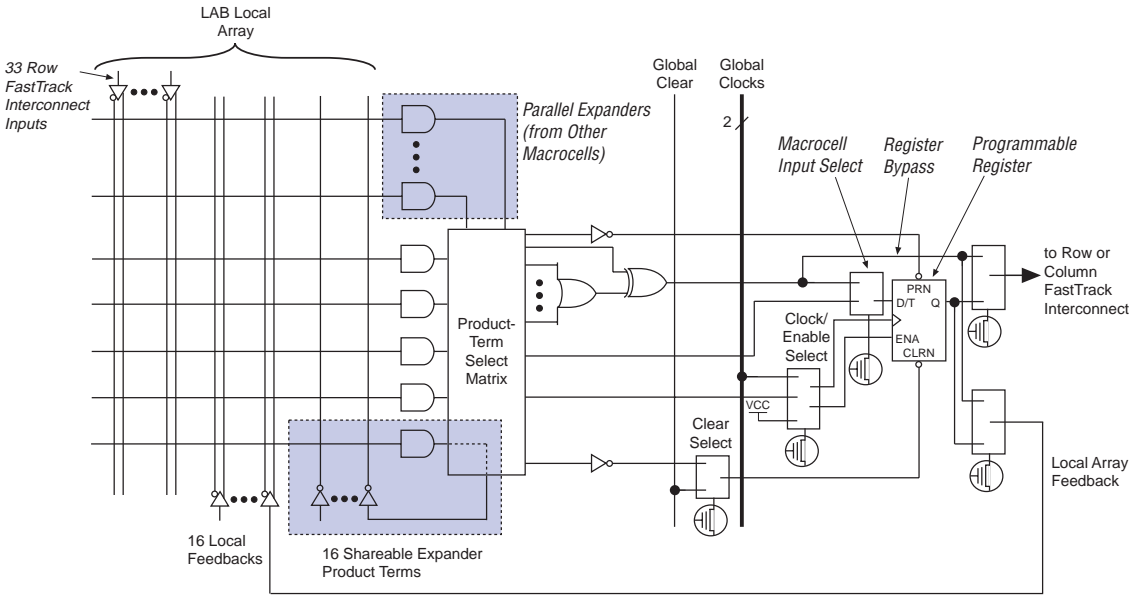 LAB Local
Array
33 Row
FastTrack
Interconnect
Inputs
Parallel Expanders
(from Other
Macrocells)
Global
Clear
Global
Clocks
2
Macrocell
Input Select
Register
Bypass
Programmable
Register
to Row or
Column
FastTrack
Interconnect
PRN
D/T
Q
ENA
CLRN
Clock/
Enable
Select
Product-
Term
Select
Matrix
VCC
Clear
Select
Local Array
Feedback
16 Local
Feedbacks
16 Shareable Expander
Product Terms